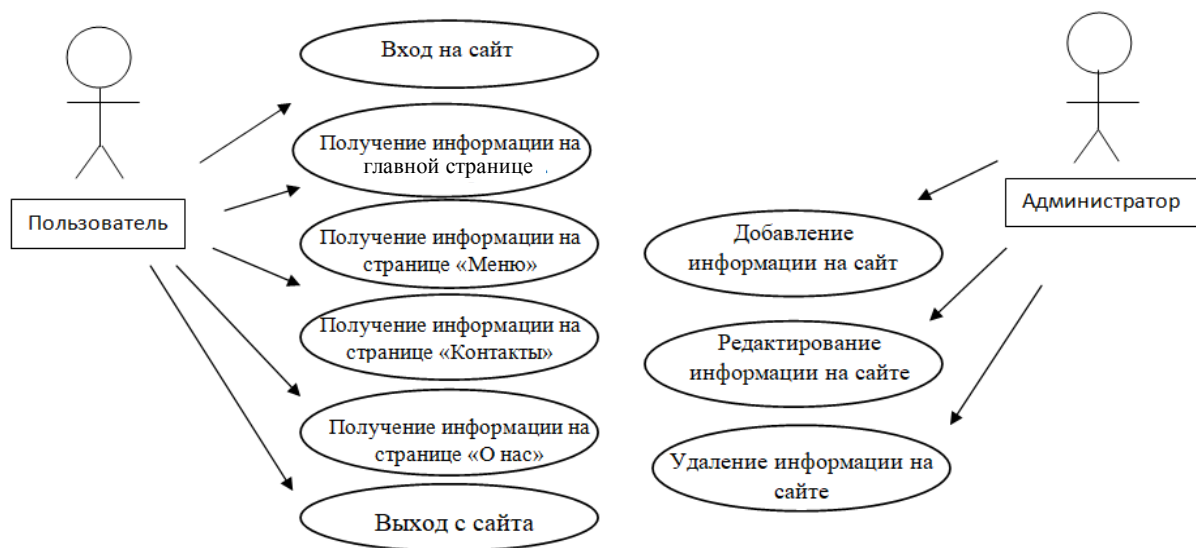 Пользователь
Вход на сайт
Получение информации на
главной странице
Получение информации на
странице «Меню»
Получение информации на
странице «Контакты»
Получение информации на
странице «О нас»
Выход с сайта
Администратор
Добавление
информации на сайт
Редактирование
информации на сайте
Удаление информации на
сайте